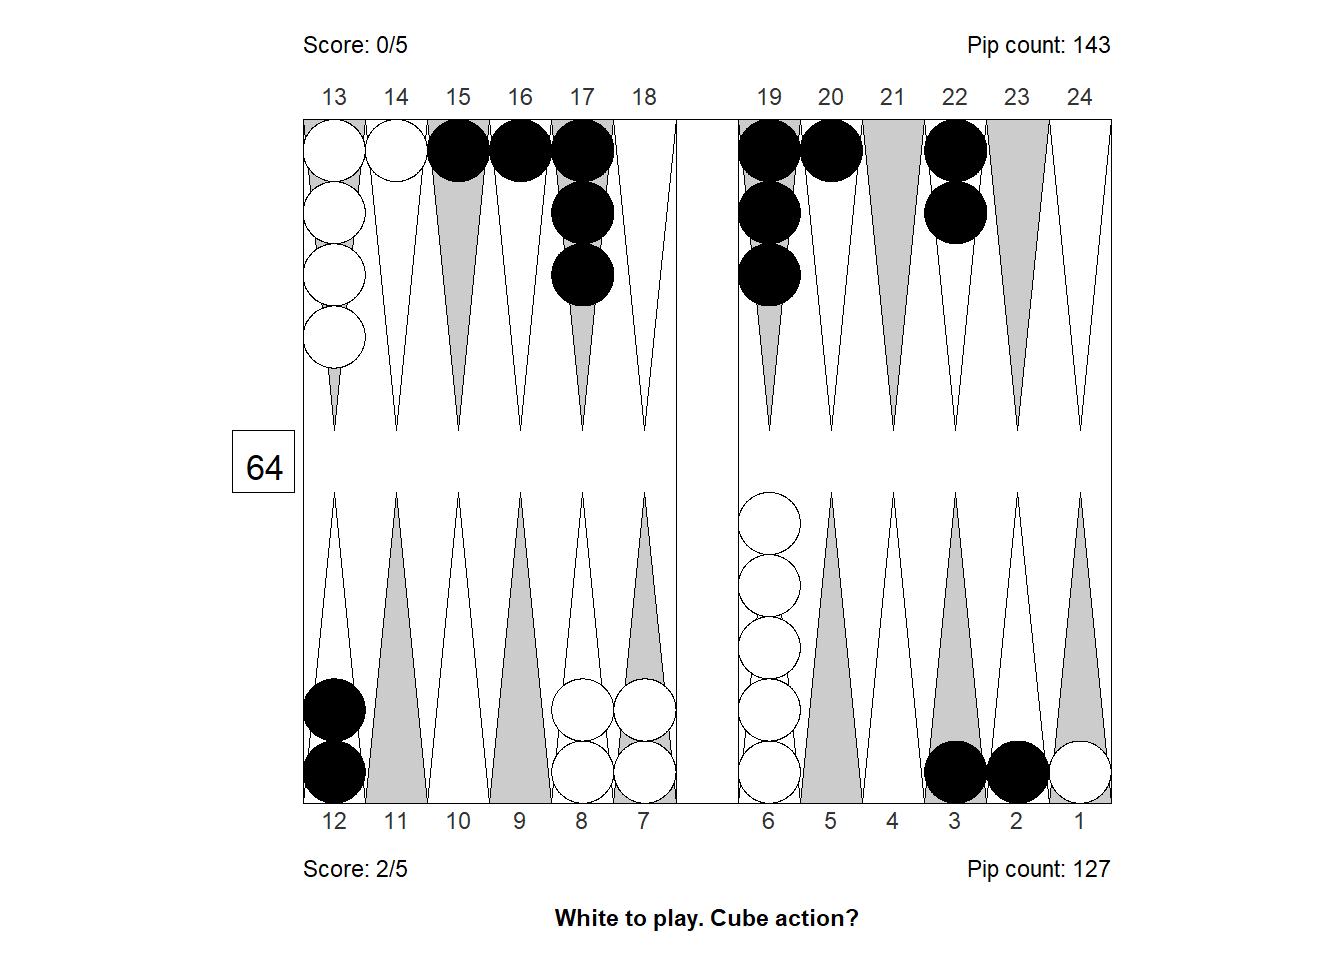 Score: 0/5 Pip count: 143
13 14 15 16 17 18 19 20 21 22 23 24
64
12 11 10 9 8 7 6 5 4 3 2 1
Score: 2/5 Pip count: 127
White to play. Cube action?